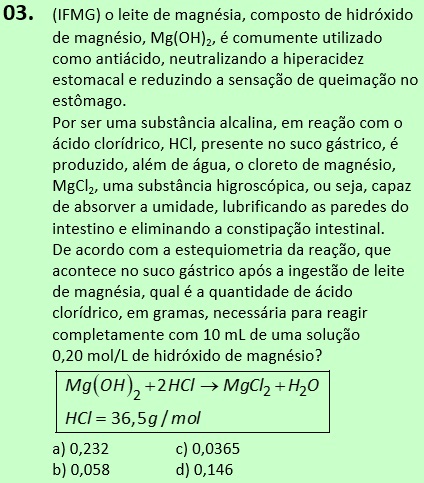 03. (IFMG) o leite de magnésia, composto de hidróxido
de magnésio, Mg(OH)₂, é comumente utilizado
como antiácido, neutralizando a hiperacidez
estomacal e reduzindo a sensação de queimação no
estômago.
Por ser uma substância alcalina, em reação com o
ácido clorídrico, HCl, presente no suco gástrico, é
produzido, além de água, o cloreto de magnésio,
MgCl₂, uma substância higroscópica, ou seja, capaz
de absorver a umidade, lubrificando as paredes do
intestino e eliminando a constipação intestinal.
De acordo com a estequiometria da reação, que
acontece no suco gástrico após a ingestão de leite
de magnésia, qual é a quantidade de ácido
clorídrico, em gramas, necessária para reagir
completamente com 10 mL de uma solução
0,20 mol/L de hidróxido de magnésio?
Mg(OH)₂ + 2HCl → MgCl₂ + H₂O
HCl = 36,5g / mol
a) 0,232 c) 0,0365
b) 0,058 d) 0,146